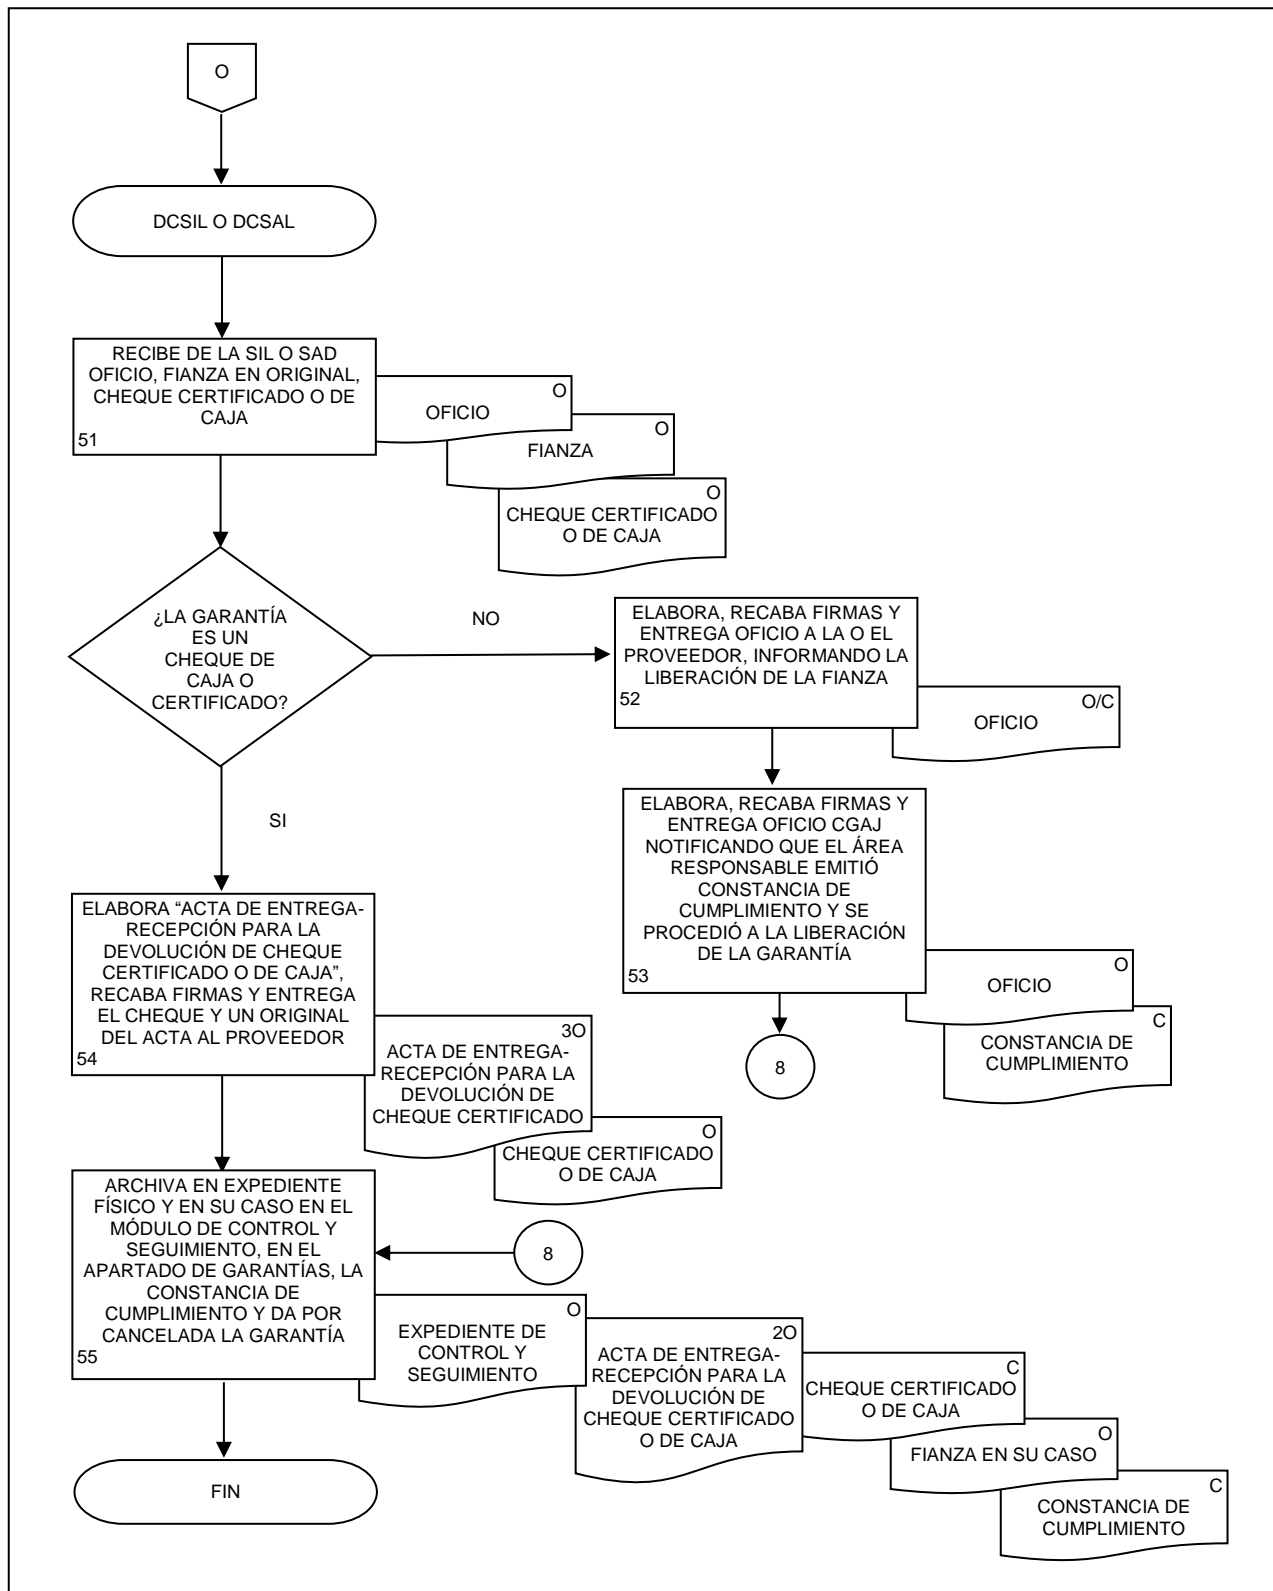 O
DCSIL O DCSAL
RECIBE DE LA SIL O SAD
OFICIO, FIANZA EN ORIGINAL,
CHEQUE CERTIFICADO O DE
CAJA
51
O
OFICIO
O
FIANZA
O
CHEQUE CERTIFICADO
O DE CAJA
¿LA GARANTÍA
ES UN
CHEQUE DE
CAJA O
CERTIFICADO?
NO
SI
ELABORA, RECABA FIRMAS Y
ENTREGA OFICIO A LA O EL
PROVEEDOR, INFORMANDO LA
LIBERACIÓN DE LA FIANZA
52
O/C
OFICIO
ELABORA, RECABA FIRMAS Y
ENTREGA OFICIO CGAJ
NOTIFICANDO QUE EL ÁREA
RESPONSABLE EMITIÓ
CONSTANCIA DE
CUMPLIMIENTO Y SE
PROCEDIÓ A LA LIBERACIÓN
DE LA GARANTÍA
53
O
OFICIO
C
CONSTANCIA DE
CUMPLIMIENTO
8
ELABORA “ACTA DE ENTREGA-
RECEPCIÓN PARA LA
DEVOLUCIÓN DE CHEQUE
CERTIFICADO O DE CAJA”,
RECABA FIRMAS Y ENTREGA
EL CHEQUE Y UN ORIGINAL
DEL ACTA AL PROVEEDOR
54
3O
ACTA DE ENTREGA-
RECEPCIÓN PARA LA
DEVOLUCIÓN DE
CHEQUE CERTIFICADO
O
CHEQUE CERTIFICADO
O DE CAJA
ARCHIVA EN EXPEDIENTE
FÍSICO Y EN SU CASO EN EL
MÓDULO DE CONTROL Y
SEGUIMIENTO, EN EL
APARTADO DE GARANTÍAS, LA
CONSTANCIA DE
CUMPLIMIENTO Y DA POR
CANCELADA LA GARANTÍA
55
8
O
EXPEDIENTE DE
CONTROL Y
SEGUIMIENTO
2O
ACTA DE ENTREGA-
RECEPCIÓN PARA LA
DEVOLUCIÓN DE
CHEQUE CERTIFICADO
O DE CAJA
C
CHEQUE CERTIFICADO
O DE CAJA
O
FIANZA EN SU CASO
C
CONSTANCIA DE
CUMPLIMIENTO
FIN